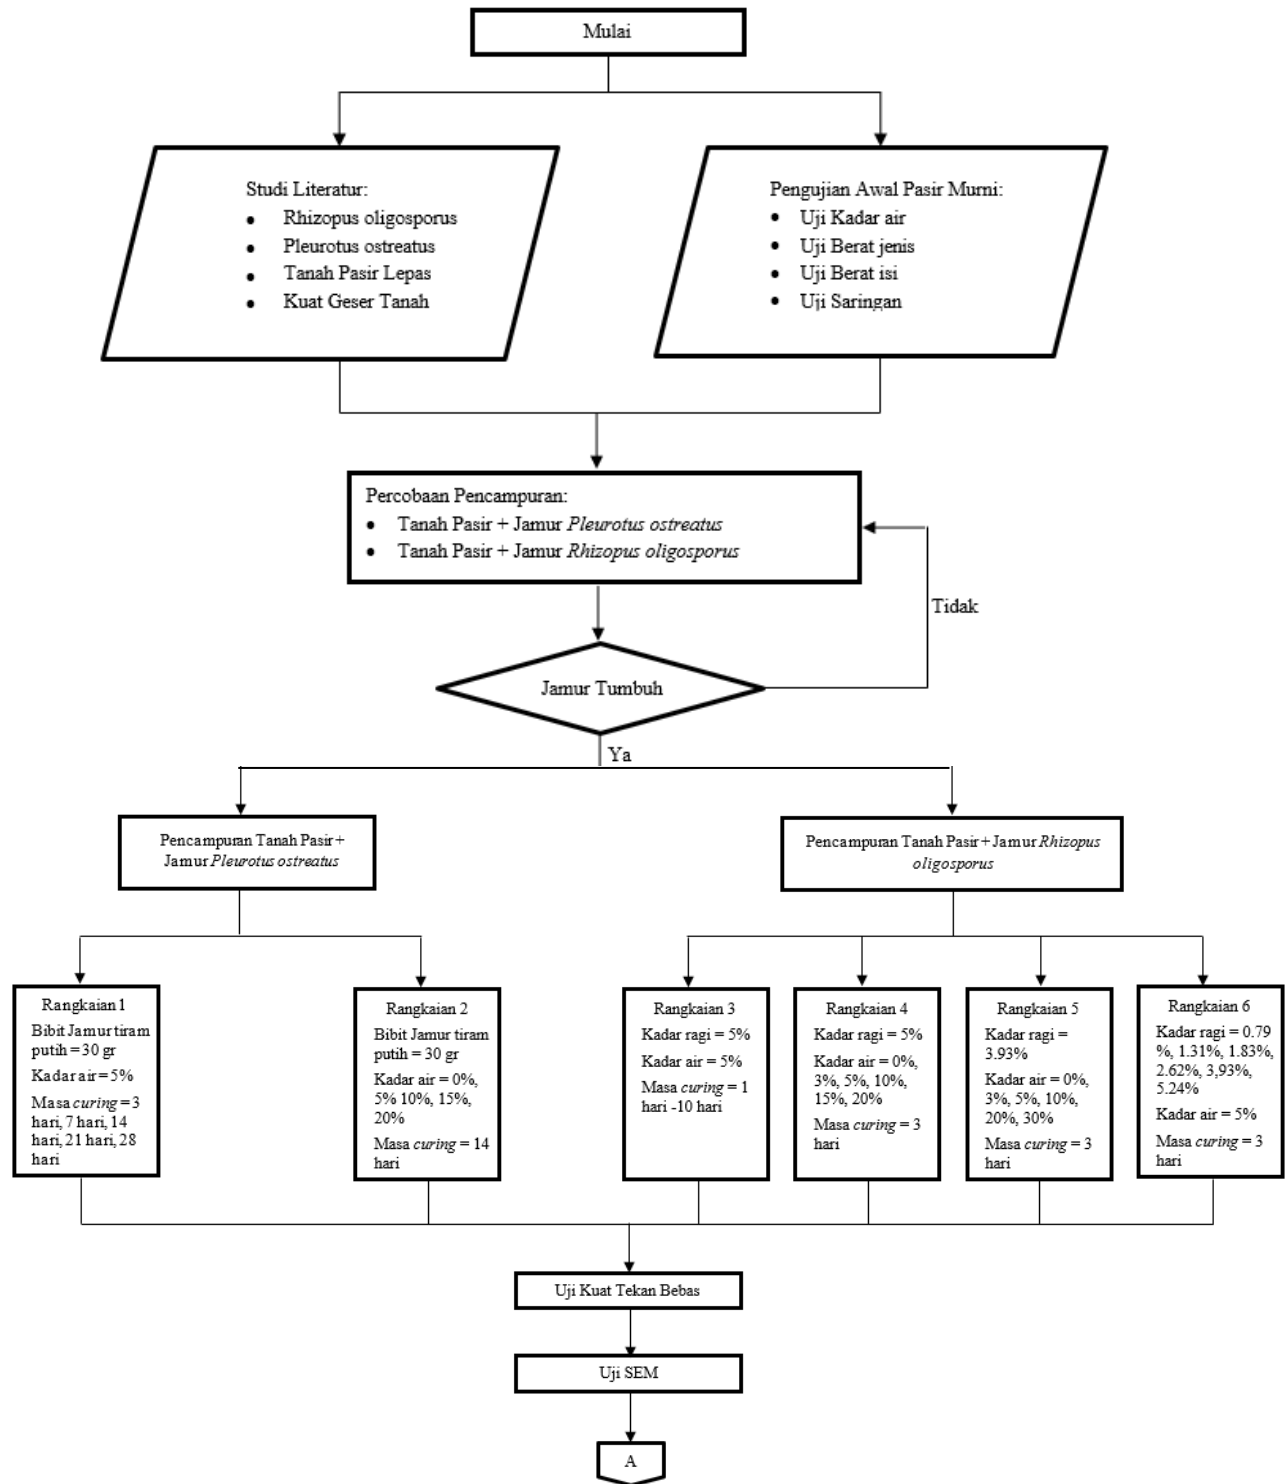 Mulai
Studi Literatur:
• Rhizopus oligosporus
• Pleurotus ostreatus
• Tanah Pasir Lepas
• Kuat Geser Tanah
Pengujian Awal Pasir Murni:
• Uji Kadar air
• Uji Berat jenis
• Uji Berat isi
• Uji Saringan
Percobaan Pencampuran:
• Tanah Pasir + Jamur Pleurotus ostreatus
• Tanah Pasir + Jamur Rhizopus oligosporus
Tidak
Jamur Tumbuh
Ya
Pencampuran Tanah Pasir +
Jamur Pleurotus ostreatus
Pencampuran Tanah Pasir + Jamur Rhizopus
oligosporus
Rangkaian 1
Bibit Jamur tiram
putih = 30 gr
Kadar air = 5%
Masa curing = 3
hari, 7 hari, 14
hari, 21 hari, 28
hari
Rangkaian 2
Bibit Jamur tiram
putih = 30 gr
Kadar air = 0%,
5% 10%, 15%,
20%
Masa curing = 14
hari
Rangkaian 3
Kadar ragi = 5%
Kadar air = 5%
Masa curing = 1
hari -10 hari
Rangkaian 4
Kadar ragi = 5%
Kadar air = 0%,
3%, 5%, 10%,
15%, 20%
Masa curing = 3
hari
Rangkaian 5
Kadar ragi =
3.93%
Kadar air = 0%,
3%, 5%, 10%,
20%, 30%
Masa curing = 3
hari
Rangkaian 6
Kadar ragi = 0.79
%, 1.31%, 1.83%,
2.62%, 3,93%,
5.24%
Kadar air = 5%
Masa curing = 3
hari
Uji Kuat Tekan Bebas
Uji SEM
A